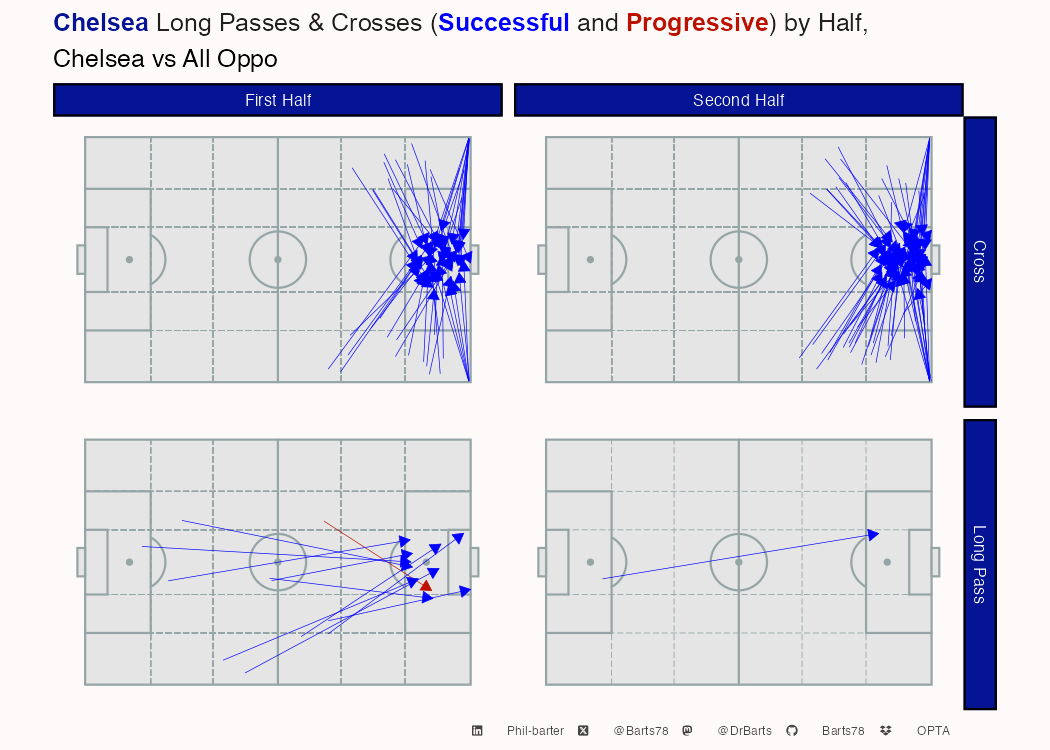 Chelsea Long Passes & Crosses (Successful and Progressive) by Half,
Chelsea vs All Oppo
First Half
Second Half
Cross
Long Pass
Phil-barter @Barts78 @DrBarts Barts78 OPTA